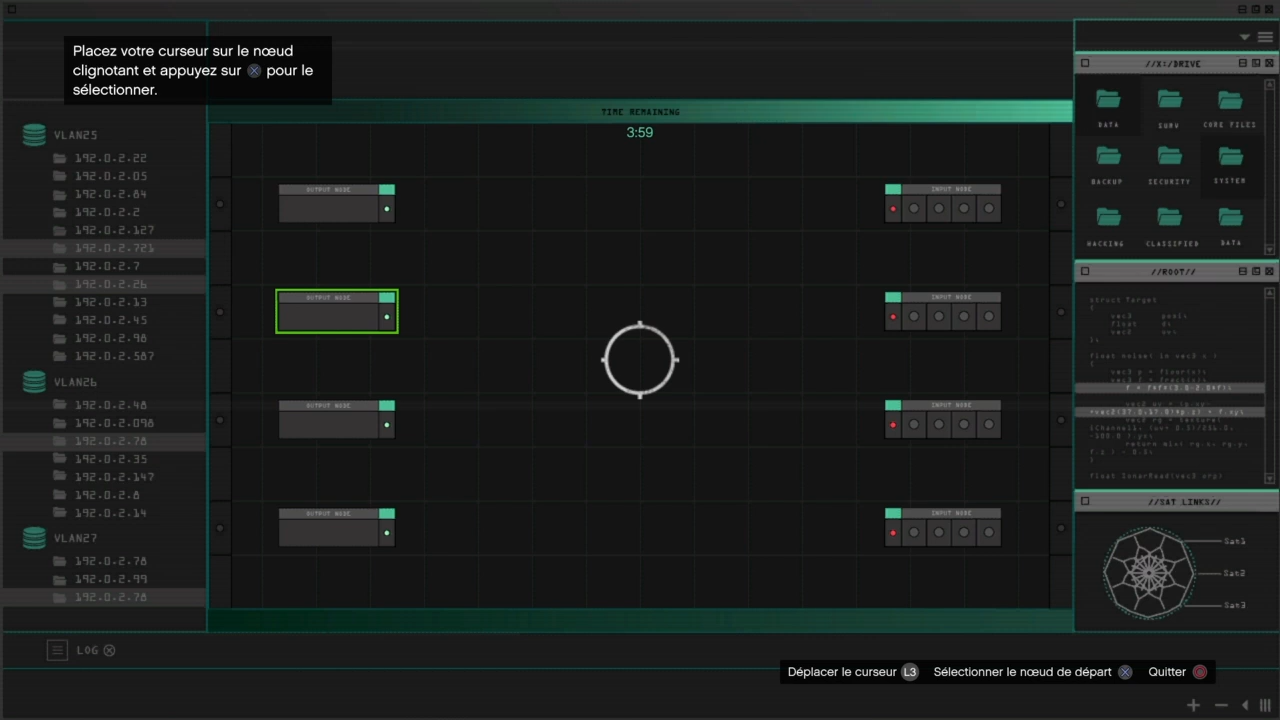 Placez votre curseur sur le nœud
clignotant et appuyez sur pour le
sélectionner.
TIME REMAINING
3:59
VLAN25
192.0.2.22
192.0.2.05
192.0.2.84
192.0.2.2
192.0.2.127
192.0.2.721
192.0.2.7
192.0.2.26
192.0.2.13
192.0.2.45
192.0.2.98
192.0.2.587
VLAN26
192.0.2.48
192.0.2.098
192.0.2.78
192.0.2.35
192.0.2.147
192.0.2.8
192.0.2.14
VLAN27
192.0.2.78
192.0.2.99
192.0.2.78
OUTPUT NODE
INPUT NODE
OUTPUT NODE
INPUT NODE
OUTPUT NODE
INPUT NODE
OUTPUT NODE
INPUT NODE
//X:/DRIVE
DATA
SURV
CORE FILES
BACKUP
SECURITY
SYSTEM
HACKING
CLASSIFIED
DATA
//ROOT//
struct Target
{
};
{
}
//SAT LINKS//
Sat1
Sat2
Sat3
LOG
Déplacer le curseur L3
Sélectionner le nœud de départ
Quitter